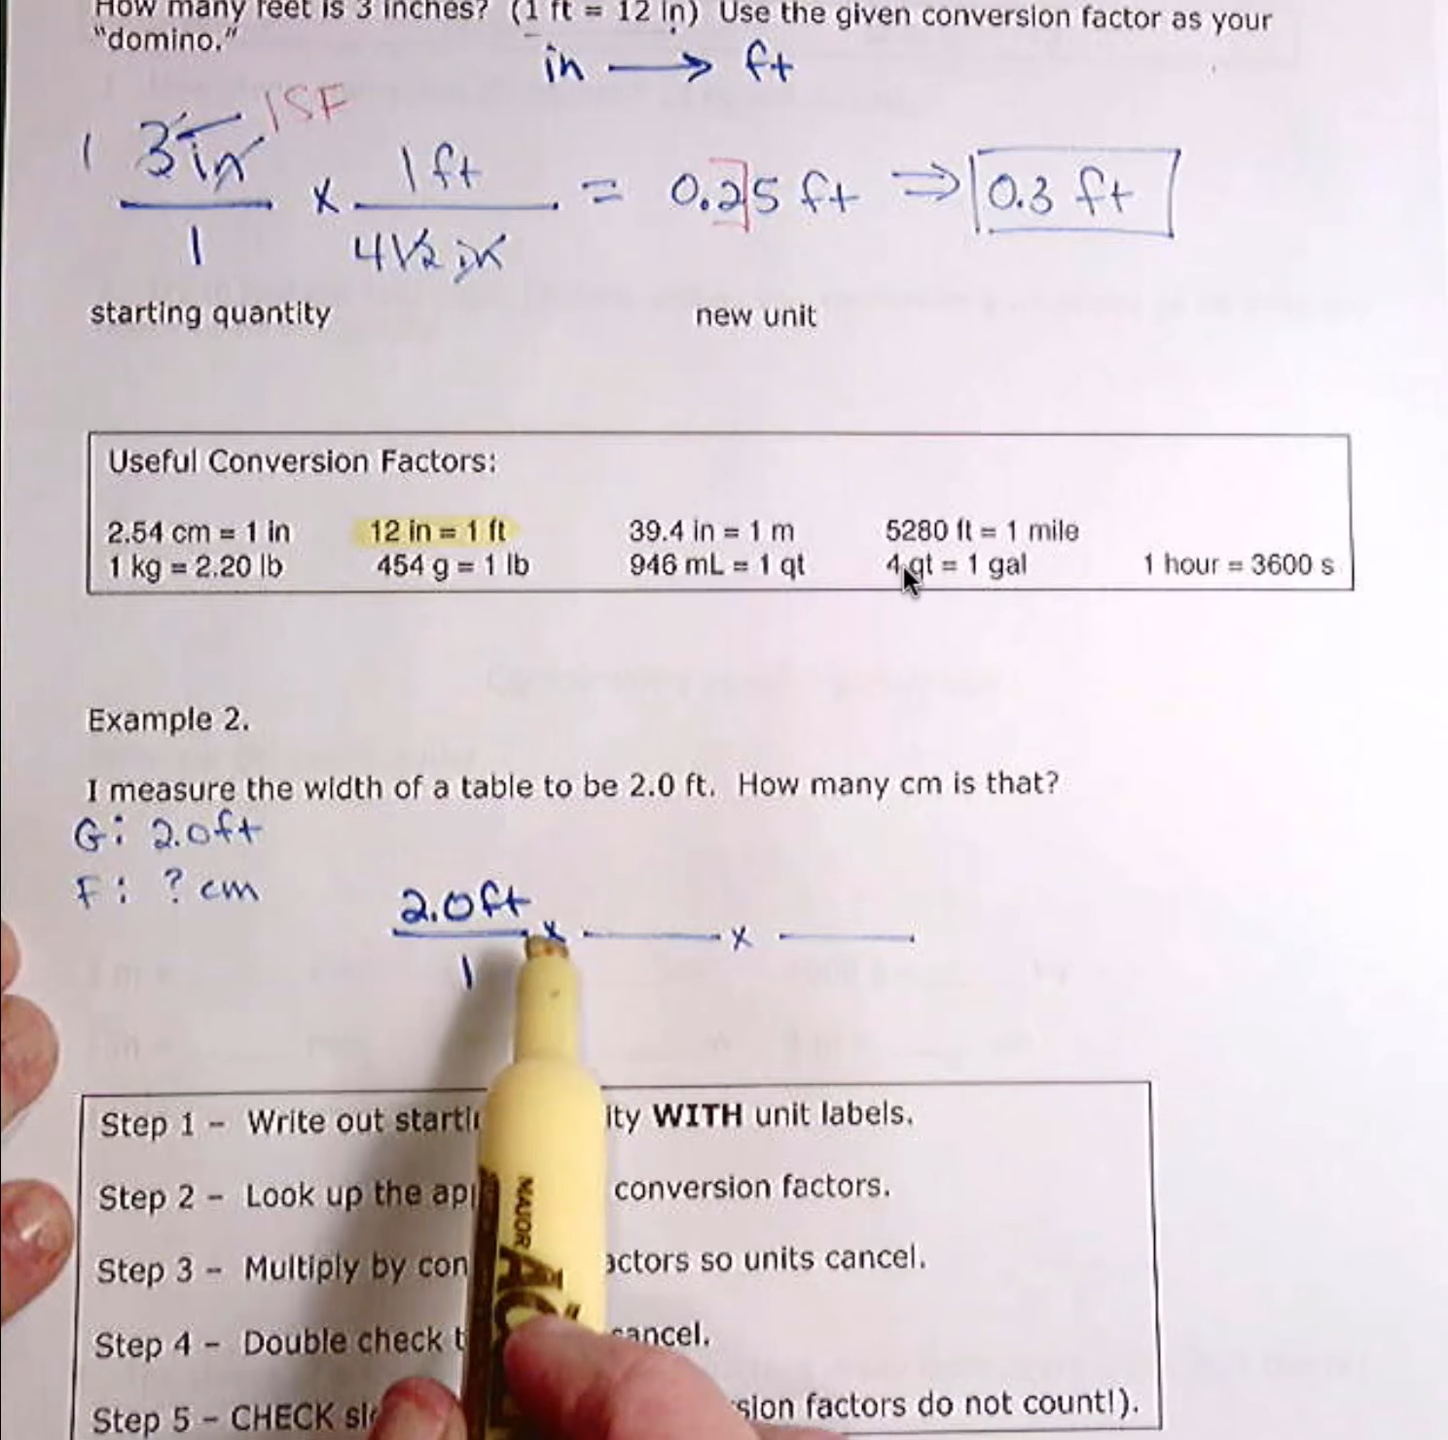 How many feet is 3 inches? (1 ft = 12 in) Use the given conversion factor as your
"domino."
in → ft
1 3 in 1SF
1
x
1 ft
4 12 in
= 0.25 ft ⇒ 0.3 ft
starting quantity new unit
Useful Conversion Factors:
2.54 cm = 1 in 12 in = 1 ft 39.4 in = 1 m 5280 ft = 1 mile
1 kg = 2.20 lb 454 g = 1 lb 946 mL = 1 qt 4 qt = 1 gal 1 hour = 3600 s
Example 2.
I measure the width of a table to be 2.0 ft. How many cm is that?
G: 2.0ft
F: ? cm
2.0ft
x x
1
Step 1 - Write out ity WITH unit labels.
Step 2 - Look up the conversion factors.
Step 3 - Multiply by actors so units cancel.
Step 4 - Double check cancel.
Step 5 - CHECK sion factors do not count!).
MAJOR